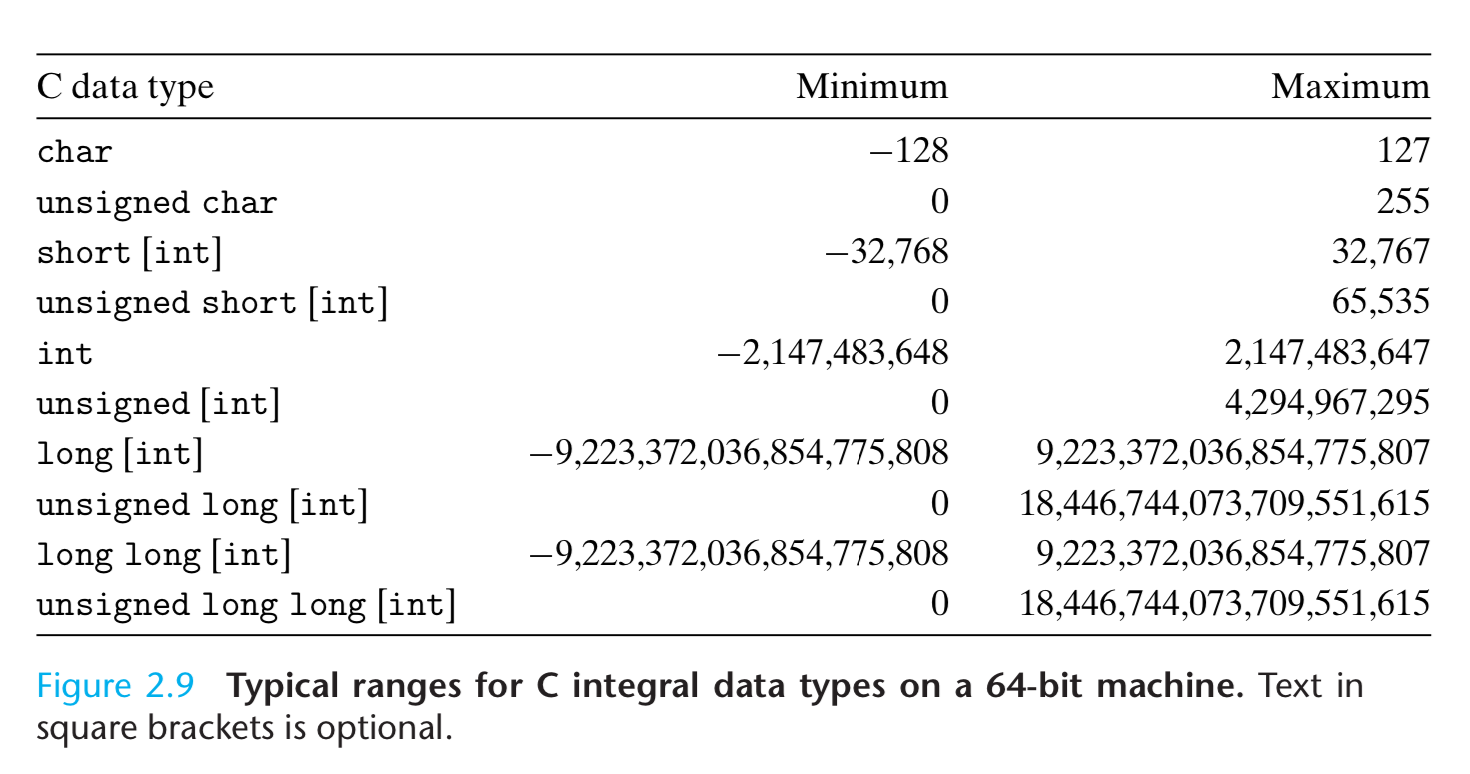 C data type Minimum Maximum
char −128 127
unsigned char 0 255
short [int] −32,768 32,767
unsigned short [int] 0 65,535
int −2,147,483,648 2,147,483,647
unsigned [int] 0 4,294,967,295
long [int] −9,223,372,036,854,775,808 9,223,372,036,854,775,807
unsigned long [int] 0 18,446,744,073,709,551,615
long long [int] −9,223,372,036,854,775,808 9,223,372,036,854,775,807
unsigned long long [int] 0 18,446,744,073,709,551,615
Figure 2.9 Typical ranges for C integral data types on a 64-bit machine. Text in
square brackets is optional.